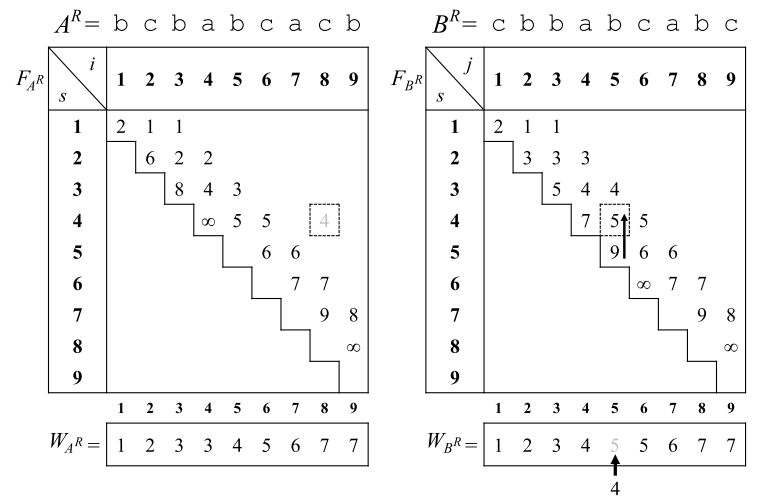 A^R = b c b a b c a c b B^R = c b b a b c a b c
i j
F_{A^R} 1 2 3 4 5 6 7 8 9 F_{B^R} 1 2 3 4 5 6 7 8 9
s s
1 2 1 1 1 2 1 1
2 6 2 2 2 3 3 3
3 8 4 3 3 5 4 4
4 ∞ 5 5 4 4 7 5 5
5 6 6 5 9 6 6
6 7 7 6 ∞ 7 7
7 9 8 7 9 8
8 ∞ 8 ∞
9 9
1 2 3 4 5 6 7 8 9 1 2 3 4 5 6 7 8 9
W_{A^R} = 1 2 3 3 4 5 6 7 7 W_{B^R} = 1 2 3 4 5 5 6 7 7
4